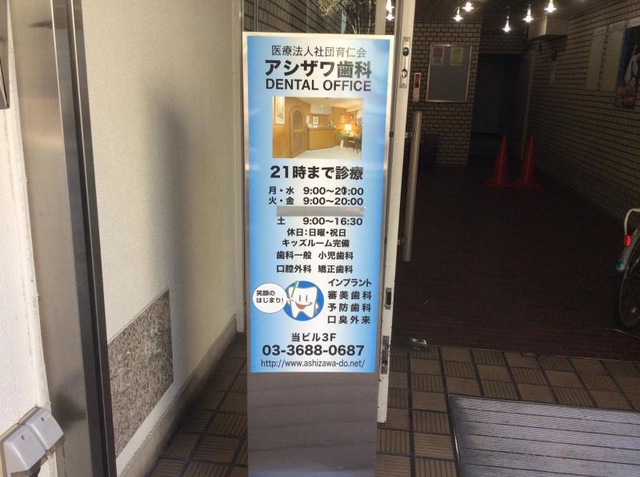 医療法人社団育仁会
アシザワ歯科
DENTAL OFFICE
21時まで診療
月・水 9:00～21:00
火・金 9:00～20:00
土 9:00～16:30
休日:日曜・祝日
キッズルーム完備
歯科一般 小児歯科
口腔外科 矯正歯科
笑顔の
はじまり!
インプラント
審美歯科
予防歯科
口臭外来
当ビル3F
03-3688-0687
http://www.ashizawa-do.net/